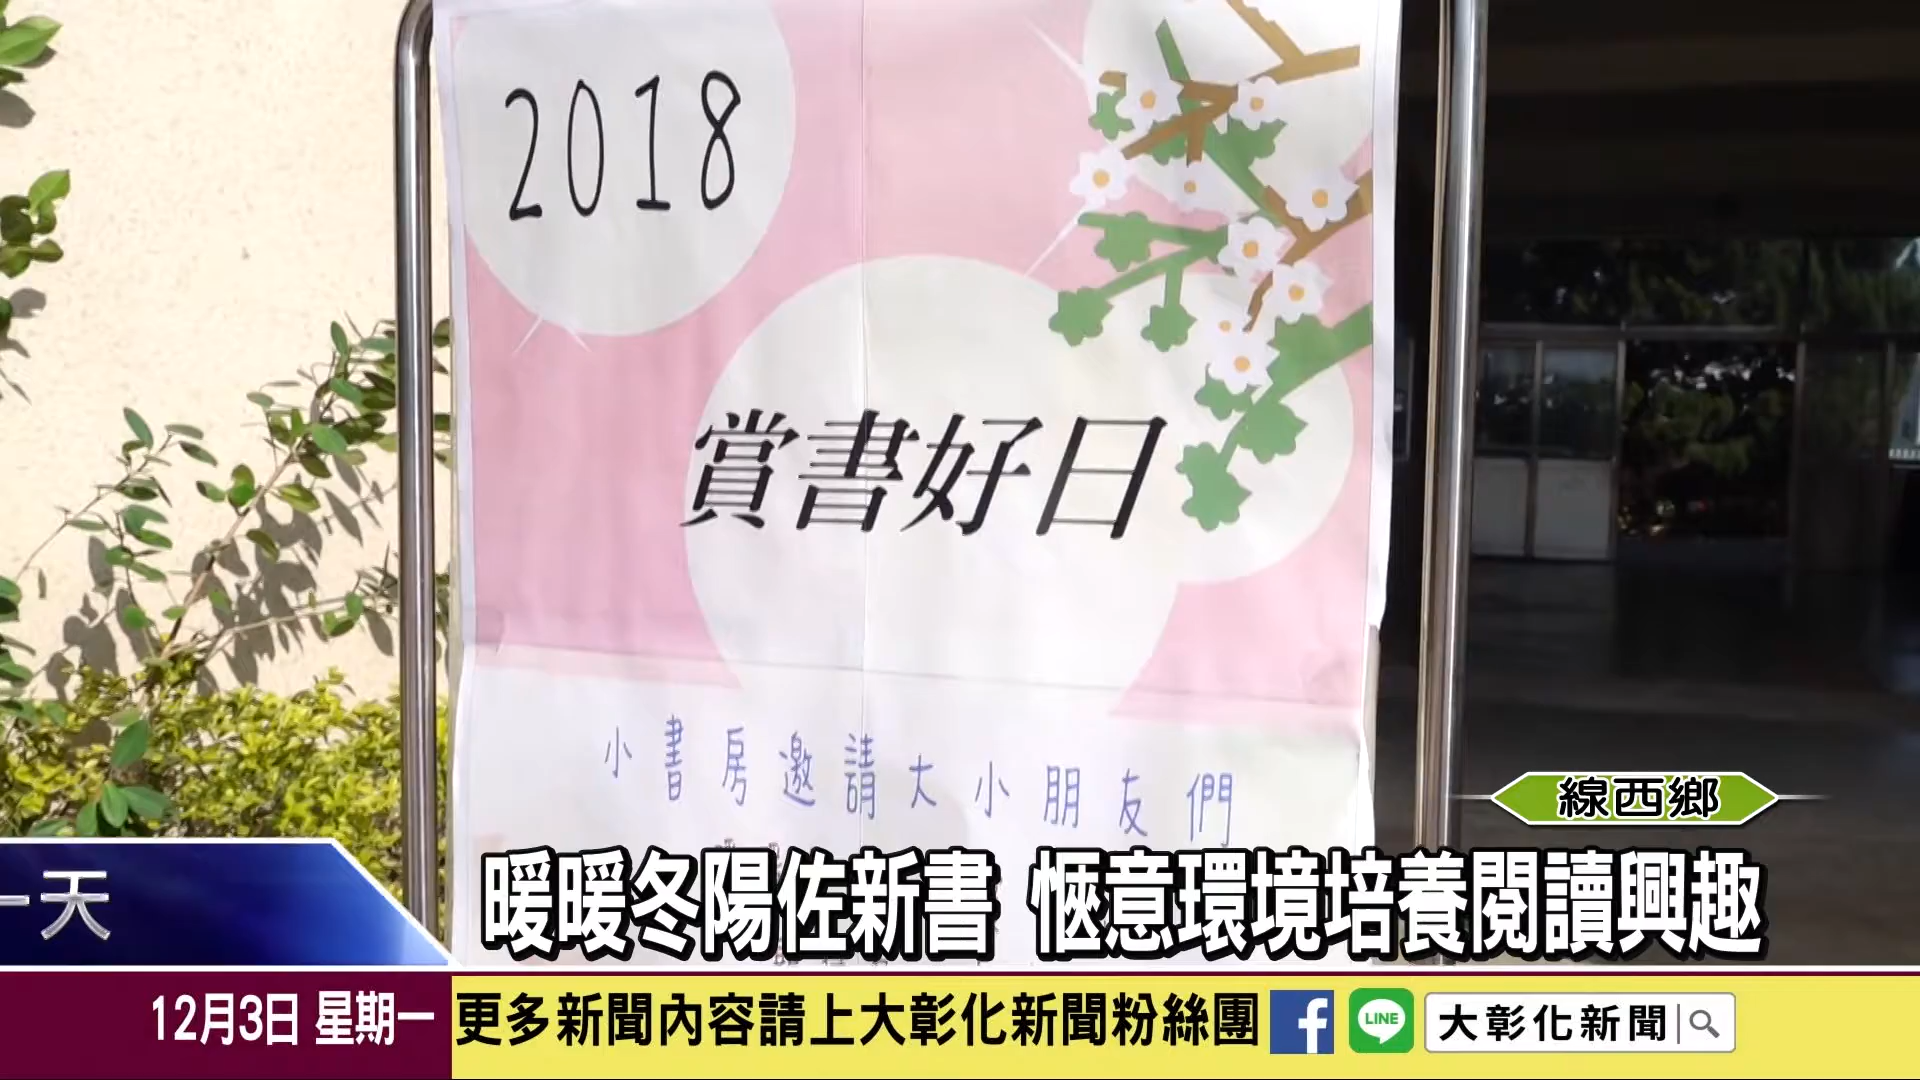 2018
賞書好日
小書房邀請大小朋友們
線西鄉
暖暖冬陽佐新書 愜意環境培養閱讀興趣
一天
12月3日 星期一
更多新聞內容請上大彰化新聞粉絲團
LINE
大彰化新聞